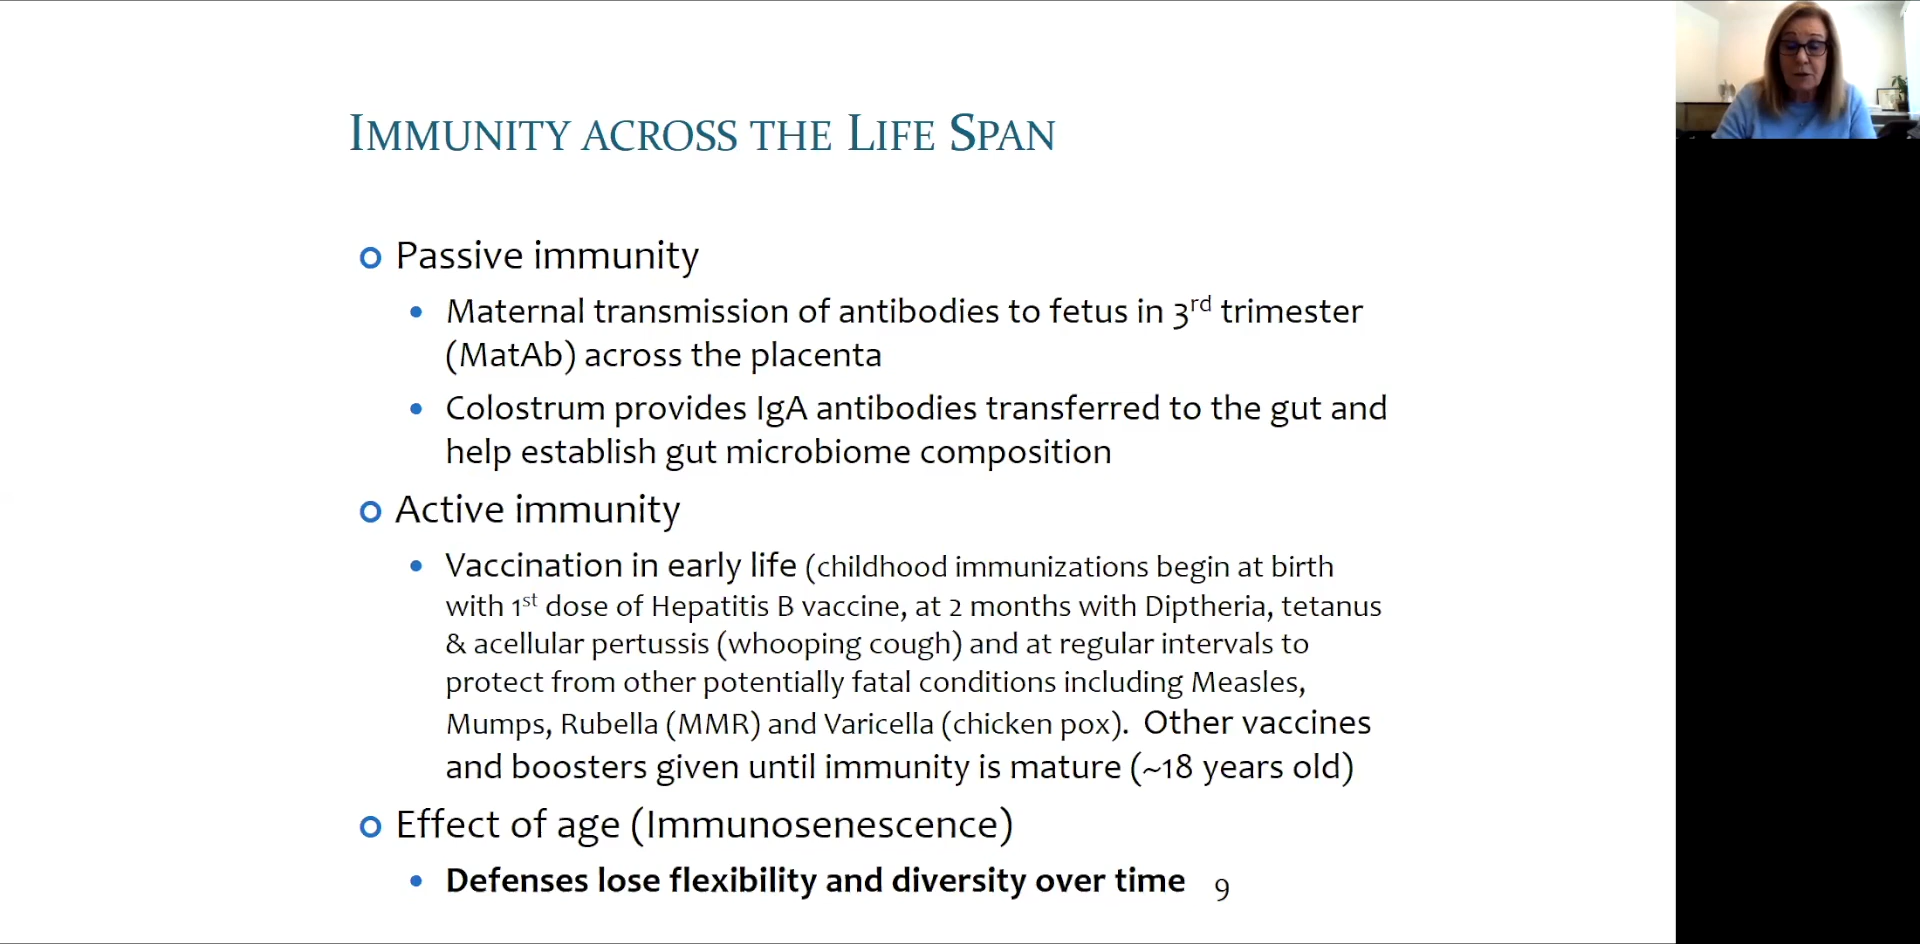 IMMUNITY ACROSS THE LIFE SPAN
Passive immunity
Maternal transmission of antibodies to fetus in 3rd trimester
(MatAb) across the placenta
Colostrum provides IgA antibodies transferred to the gut and
help establish gut microbiome composition
Active immunity
Vaccination in early life (childhood immunizations begin at birth
with 1st dose of Hepatitis B vaccine, at 2 months with Diptheria, tetanus
& acellular pertussis (whooping cough) and at regular intervals to
protect from other potentially fatal conditions including Measles,
Mumps, Rubella (MMR) and Varicella (chicken pox). Other vaccines
and boosters given until immunity is mature (~18 years old)
Effect of age (Immunosenescence)
Defenses lose flexibility and diversity over time
9